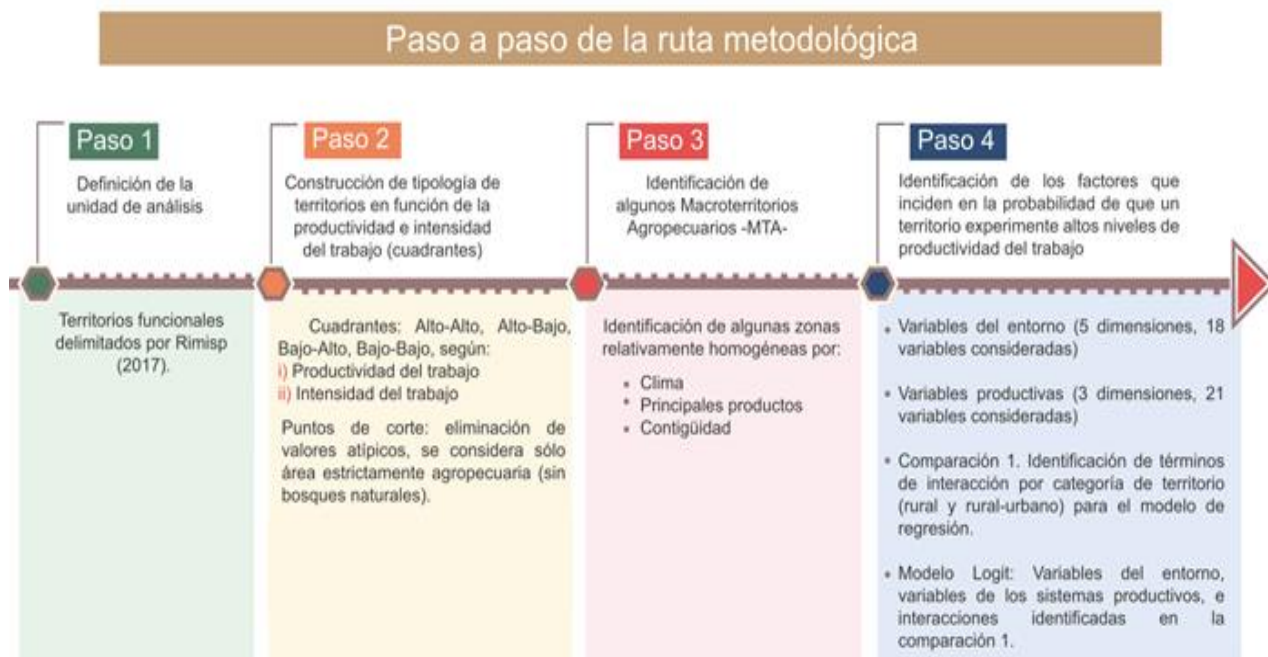 Paso a paso de la ruta metodológica
Paso 1
Definición de la
unidad de análisis
Territorios funcionales
delimitados por Rimisp
(2017).
Paso 2
Construcción de tipología de
territorios en función de la
productividad e intensidad
del trabajo (cuadrantes)
Cuadrantes: Alto-Alto, Alto-Bajo,
Bajo-Alto, Bajo-Bajo, según:
i) Productividad del trabajo
ii) Intensidad del trabajo
Puntos de corte: eliminación de
valores atípicos, se considera sólo
área estrictamente agropecuaria (sin
bosques naturales).
Paso 3
Identificación de
algunos Macroterritorios
Agropecuarios -MTA-
Identificación de algunas zonas
relativamente homogéneas por:
• Clima
• Principales productos
• Contigüidad
Paso 4
Identificación de los factores que
inciden en la probabilidad de que un
territorio experimente altos niveles de
productividad del trabajo
• Variables del entorno (5 dimensiones, 18
variables consideradas)
• Variables productivas (3 dimensiones, 21
variables consideradas)
• Comparación 1. Identificación de términos
de interacción por categoría de territorio
(rural y rural-urbano) para el modelo de
regresión.
• Modelo Logit: Variables del entorno,
variables de los sistemas productivos, e
interacciones identificadas en la
comparación 1.